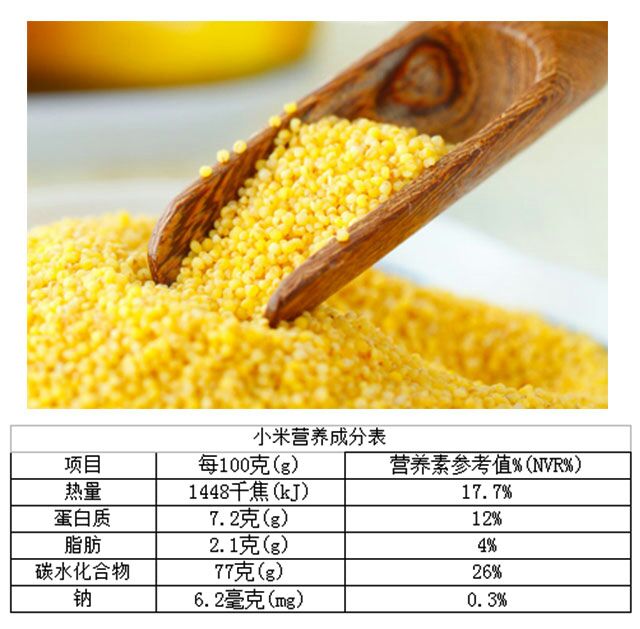 小米营养成分表
项目 每100克(g) 营养素参考值%(NVR%)
热量 1448千焦(kJ) 17.7%
蛋白质 7.2克(g) 12%
脂肪 2.1克(g) 4%
碳水化合物 77克(g) 26%
钠 6.2毫克(mg) 0.3%